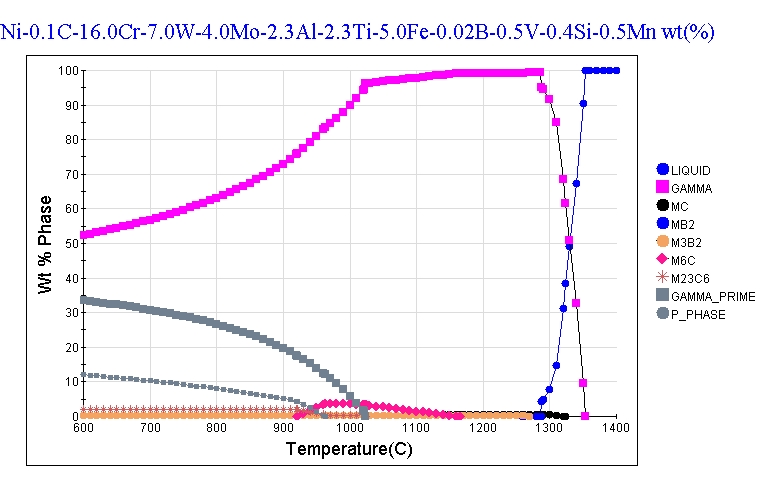 Ni-0.1C-16.0Cr-7.0W-4.0Mo-2.3Al-2.3Ti-5.0Fe-0.02B-0.5V-0.4Si-0.5Mn wt(%)
100
90
80
70
60
50
40
30
20
10
0
Wt % Phase
600 700 800 900 1000 1100 1200 1300 1400
Temperature(C)
LIQUID
GAMMA
MC
MB2
M3B2
M6C
M23C6
GAMMA_PRIME
P_PHASE